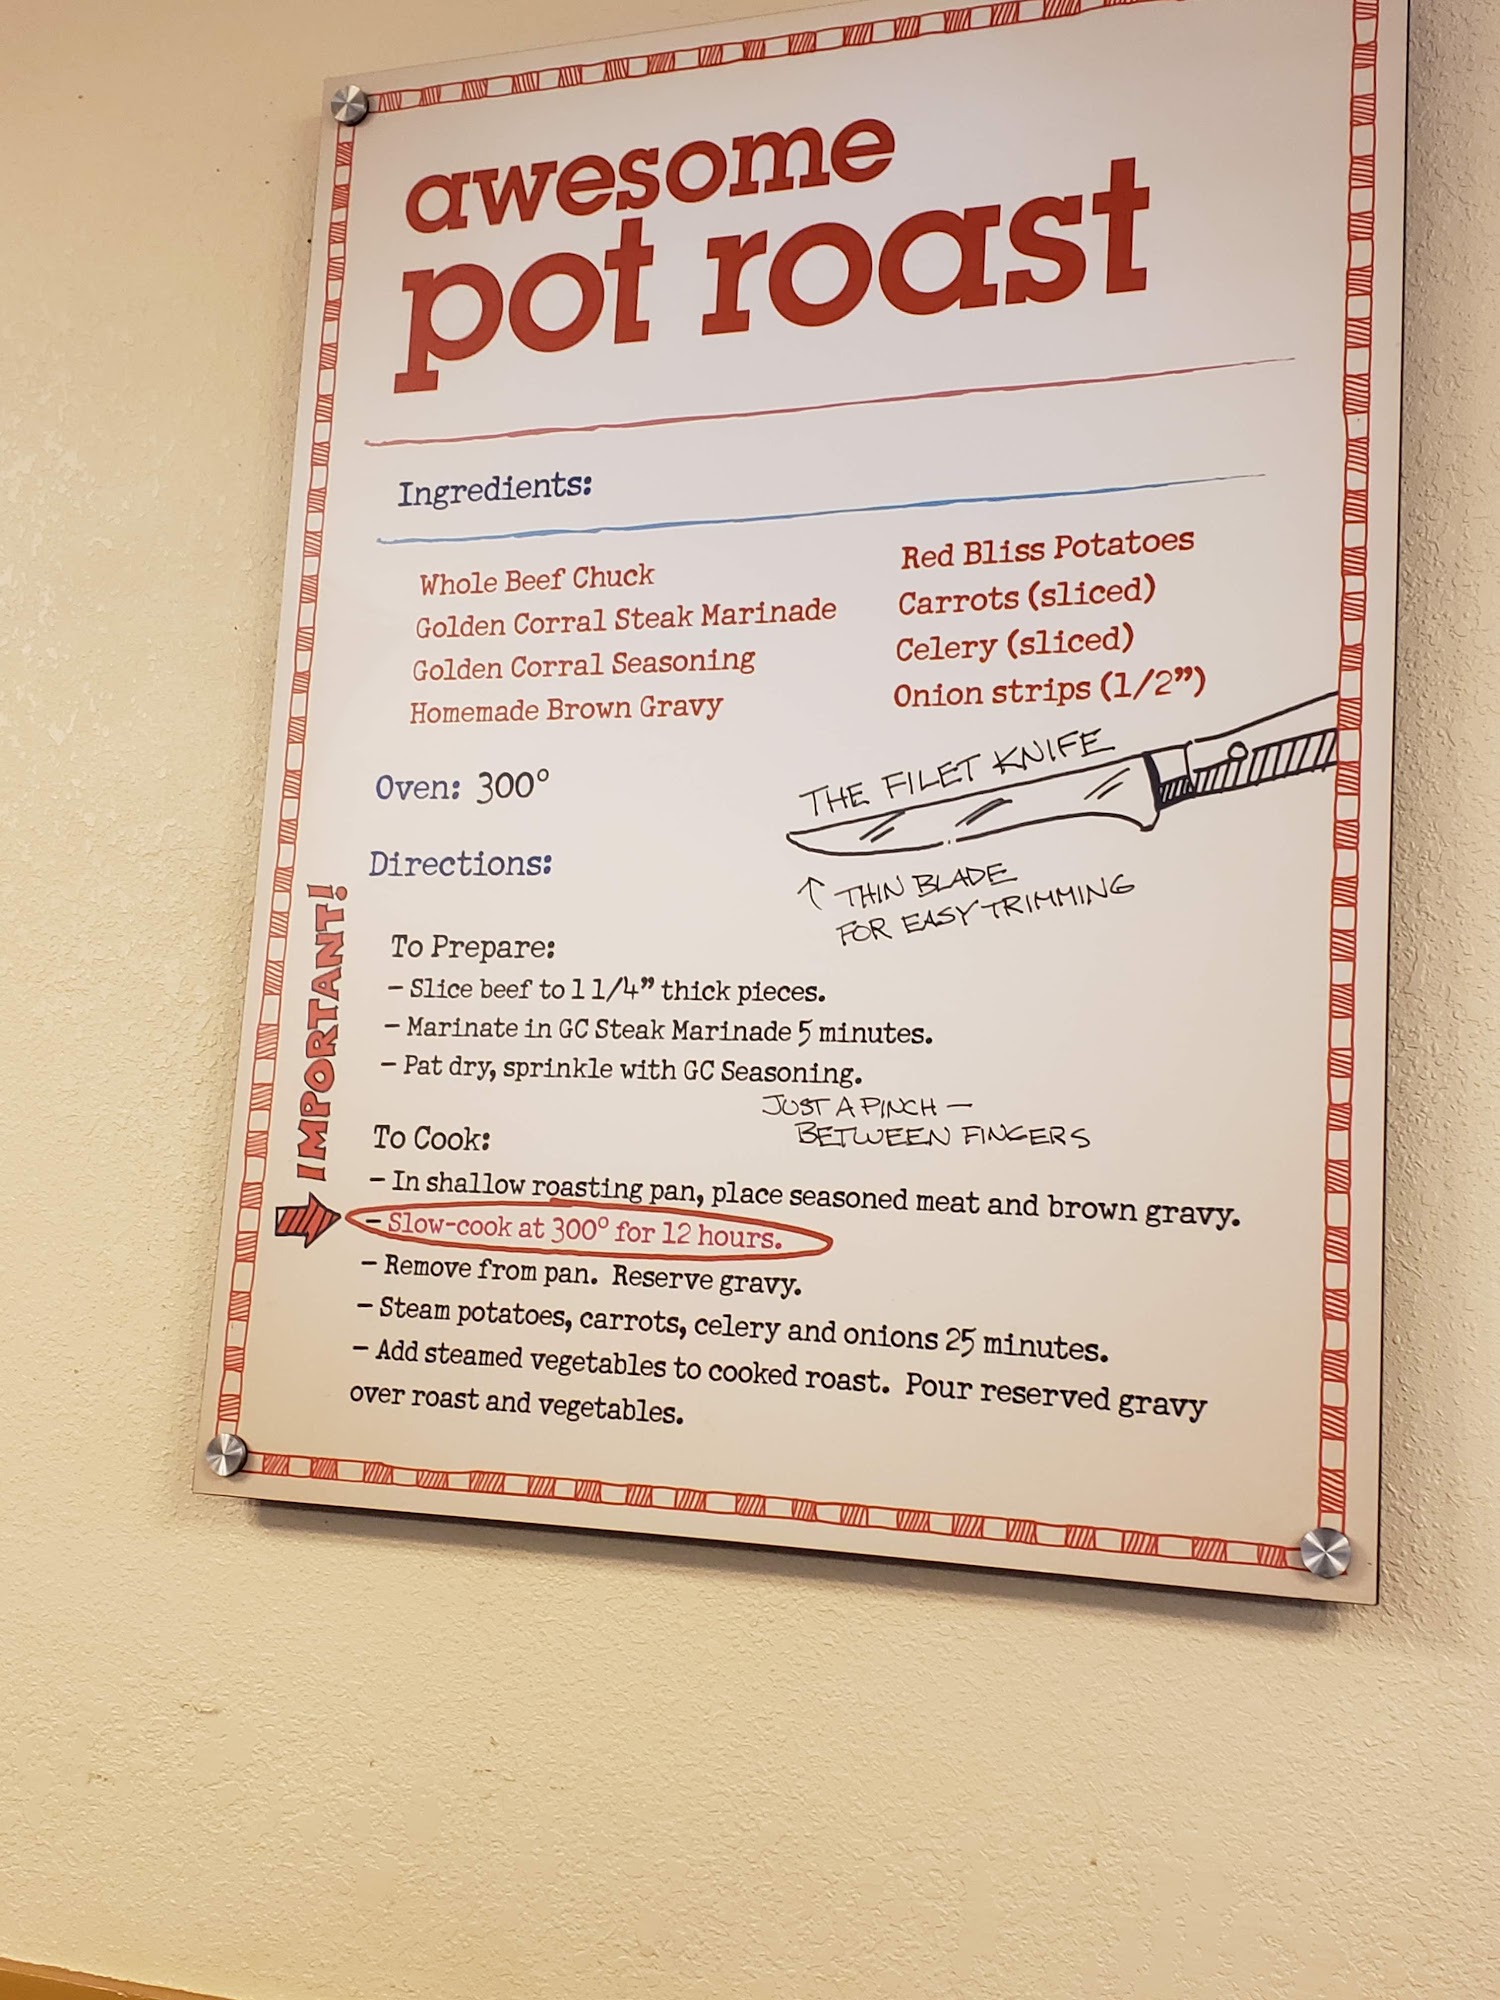 awesome
pot roast
Ingredients:
Whole Beef Chuck
Golden Corral Steak Marinade
Golden Corral Seasoning
Homemade Brown Gravy
Red Bliss Potatoes
Carrots (sliced)
Celery (sliced)
Onion strips (1/2”)
Oven: 300°
THE FILET KNIFE
↑ THIN BLADE
FOR EASY TRIMMING
Directions:
To Prepare:
– Slice beef to 1 1/4” thick pieces.
– Marinate in GC Steak Marinade 5 minutes.
– Pat dry, sprinkle with GC Seasoning.
JUST A PINCH —
BETWEEN FINGERS
IMPORTANT!
To Cook:
– In shallow roasting pan, place seasoned meat and brown gravy.
– Slow-cook at 300° for 12 hours.
– Remove from pan. Reserve gravy.
– Steam potatoes, carrots, celery and onions 25 minutes.
– Add steamed vegetables to cooked roast. Pour reserved gravy
over roast and vegetables.